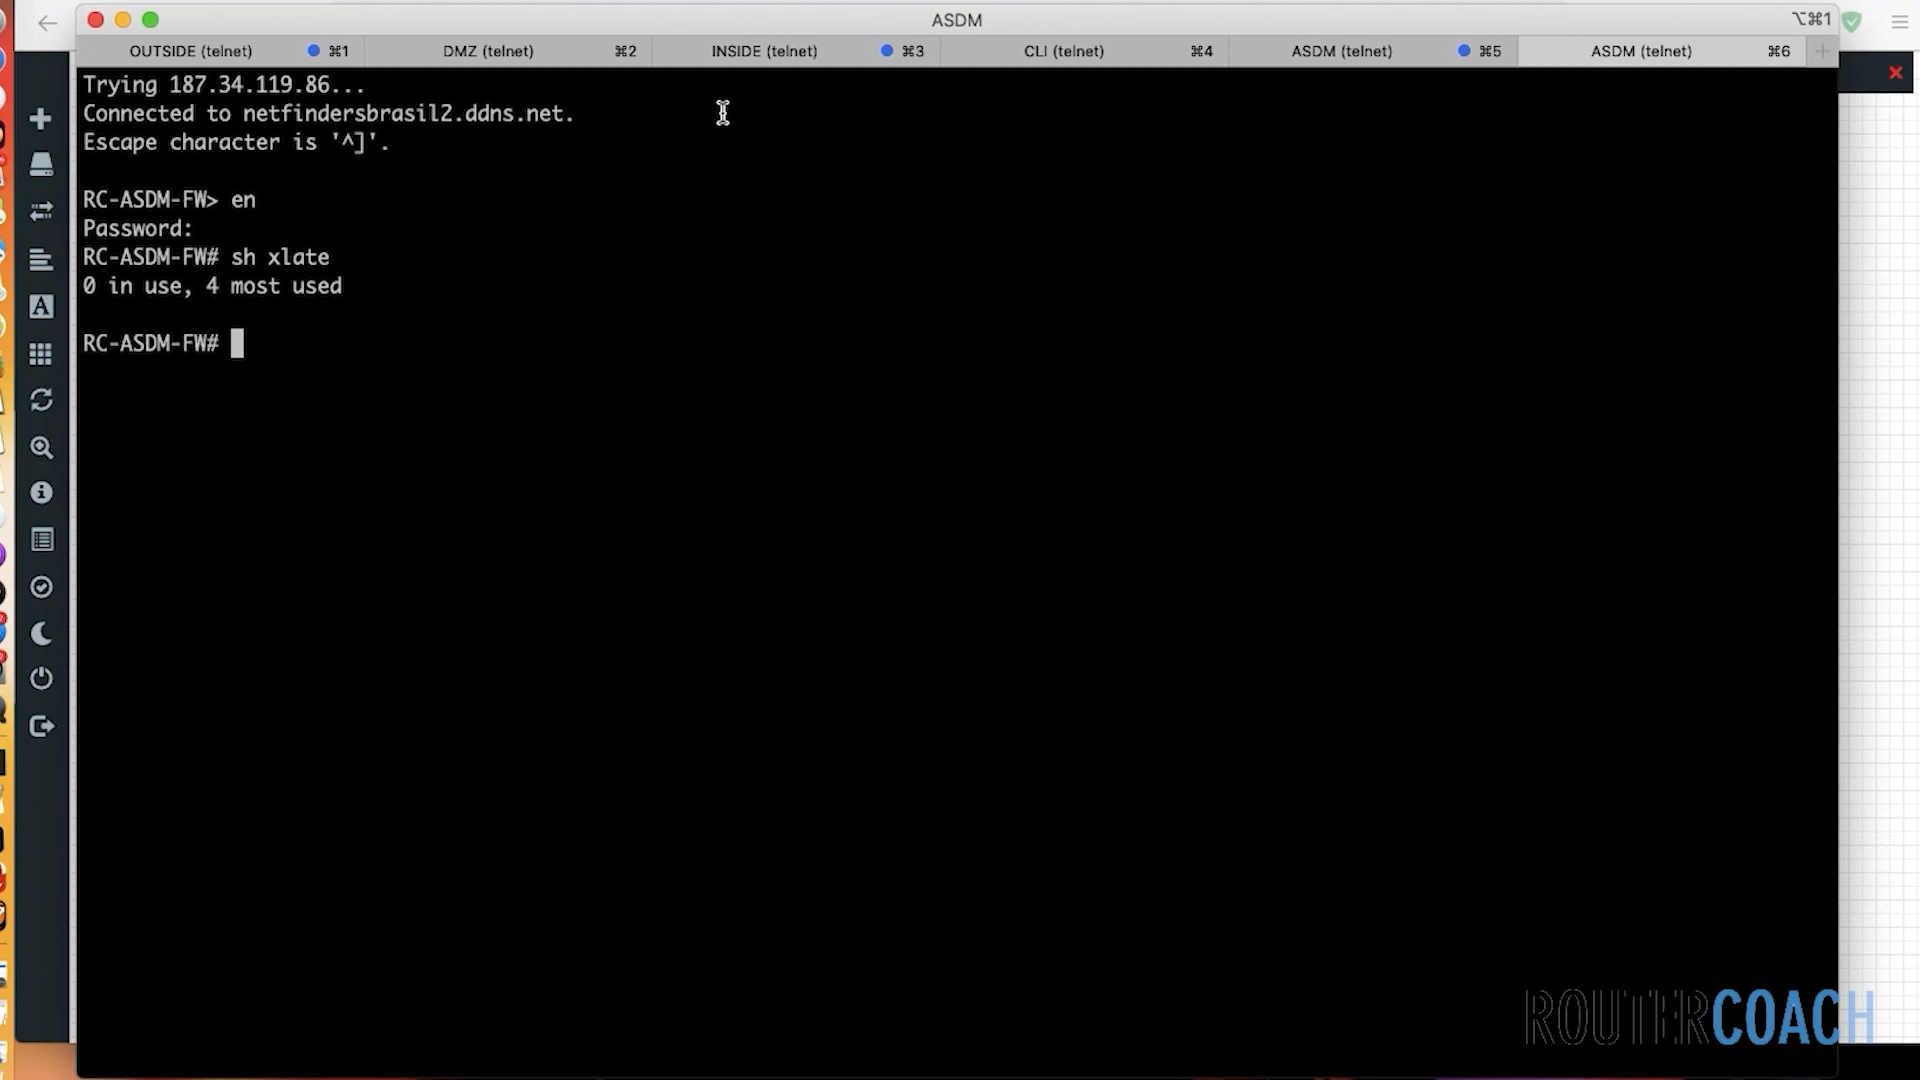 ASDM
⌥⌘1
OUTSIDE (telnet) ⌘1
DMZ (telnet) ⌘2
INSIDE (telnet) ⌘3
CLI (telnet) ⌘4
ASDM (telnet) ⌘5
ASDM (telnet) ⌘6
Trying 187.34.119.86...
Connected to netfindersbrasil2.ddns.net.
Escape character is '^]'.
RC-ASDM-FW> en
Password:
RC-ASDM-FW# sh xlate
0 in use, 4 most used
RC-ASDM-FW#
ROUTERCOACH